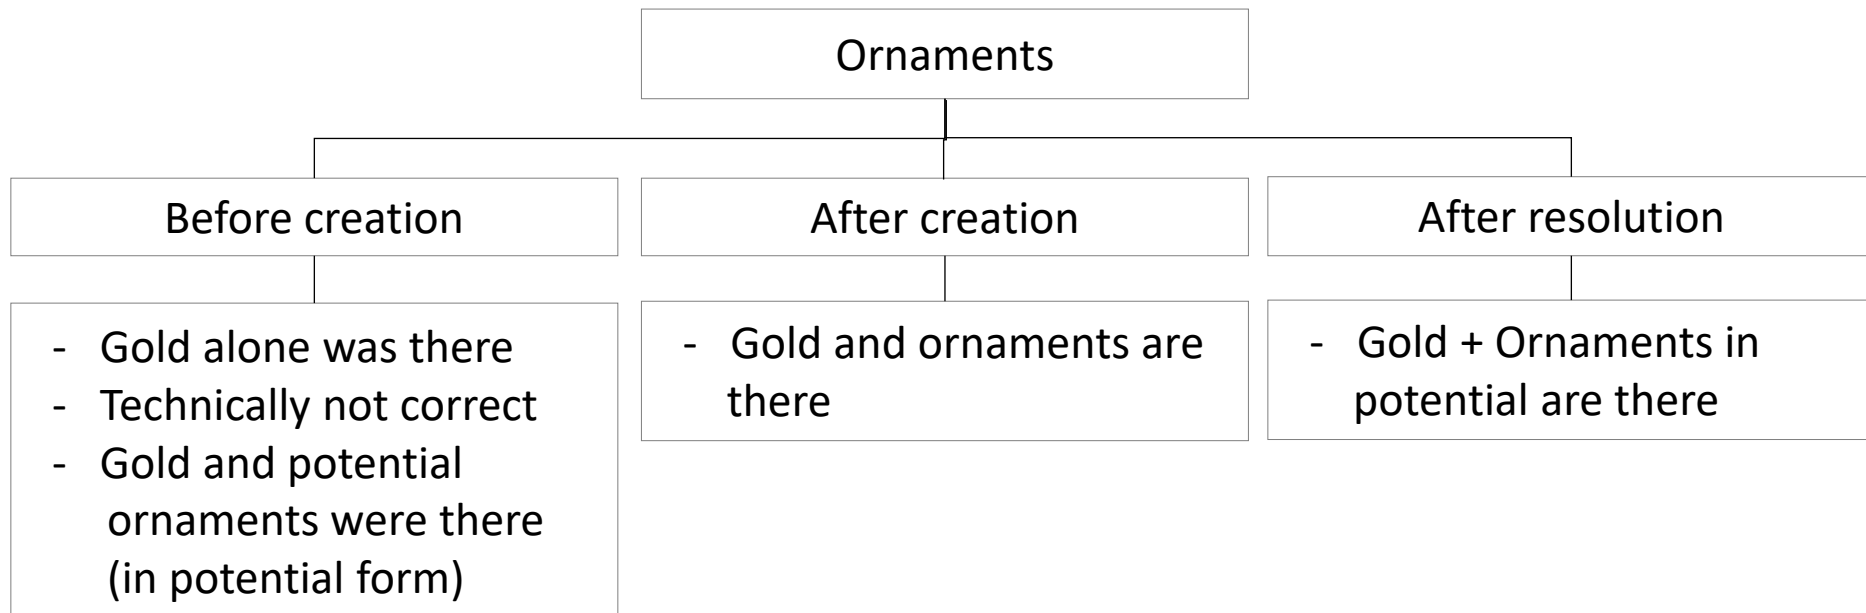 Ornaments
Before creation
After creation
After resolution
- Gold alone was there
- Technically not correct
- Gold and potential
ornaments were there
(in potential form)
- Gold and ornaments are
there
- Gold + Ornaments in
potential are there